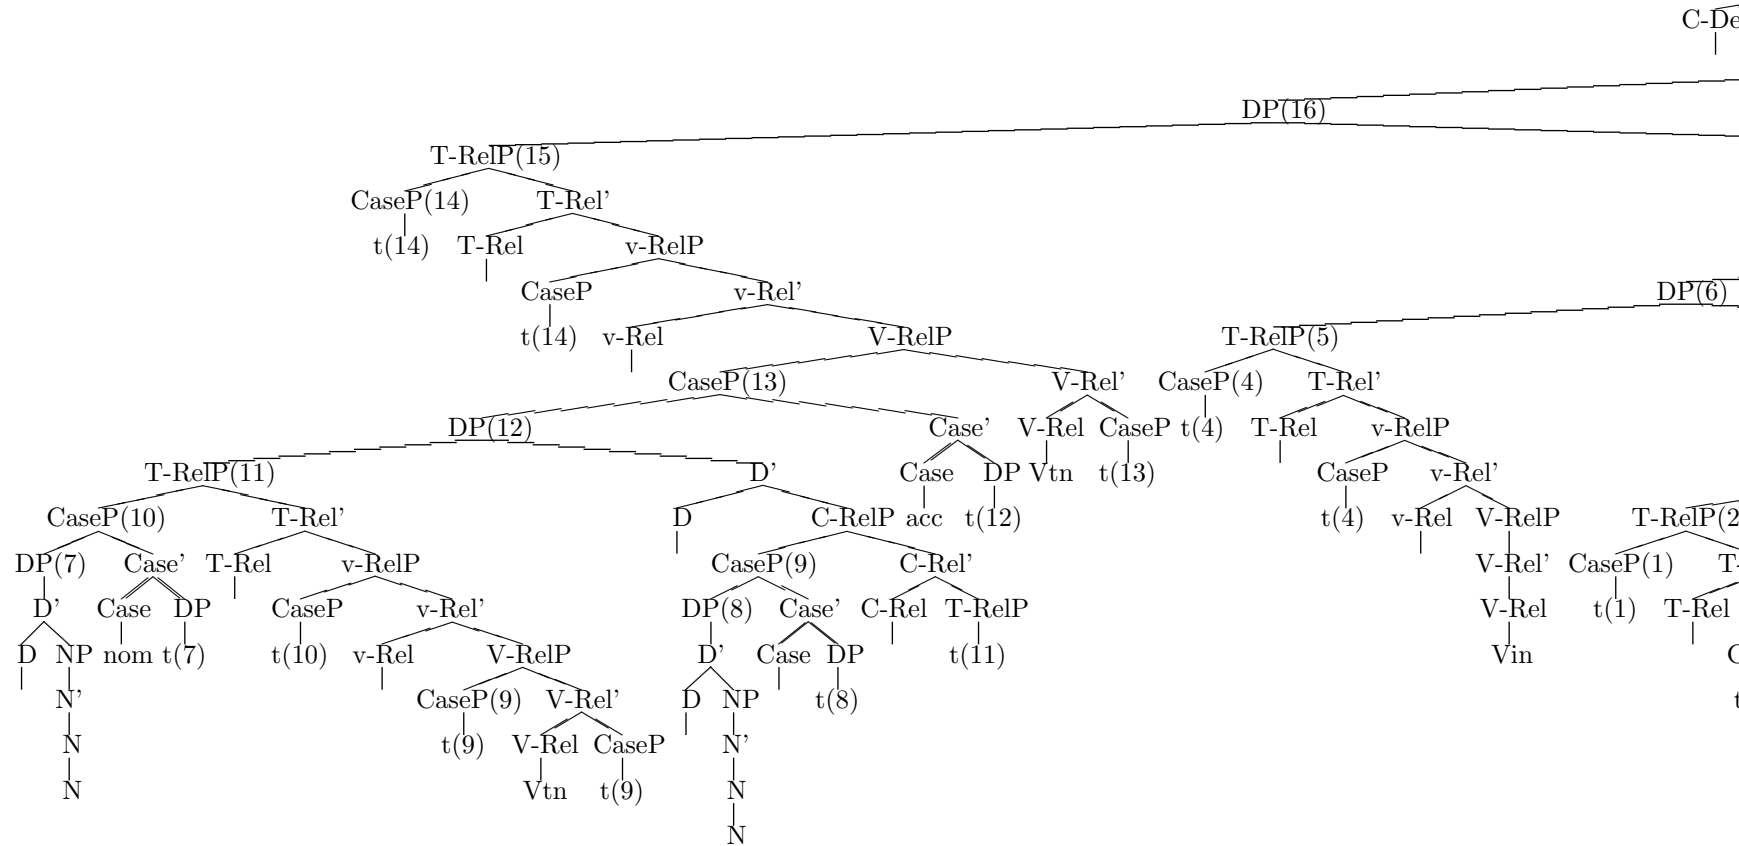 C-De
DP(16)
T-RelP(15)
CaseP(14) T-Rel’
t(14) T-Rel v-RelP
CaseP v-Rel’ DP(6)
t(14) v-Rel V-RelP T-RelP(5)
CaseP(13) V-Rel’ CaseP(4) T-Rel’
DP(12) Case’ V-Rel CaseP t(4) T-Rel v-RelP
T-RelP(11) D’ Case DP Vtn t(13) CaseP v-Rel’
CaseP(10) T-Rel’ D C-RelP acc t(12) t(4) v-Rel V-RelP T-RelP(2
DP(7) Case’ T-Rel v-RelP CaseP(9) C-Rel’ V-Rel’ CaseP(1) T-
D’ Case DP CaseP v-Rel’ DP(8) Case’ C-Rel T-RelP V-Rel t(1) T-Rel
D NP nom t(7) t(10) v-Rel V-RelP D’ Case DP t(11) Vin C
N’ CaseP(9) V-Rel’ D NP t(8) t
N t(9) V-Rel CaseP N’
N Vtn t(9) N
N